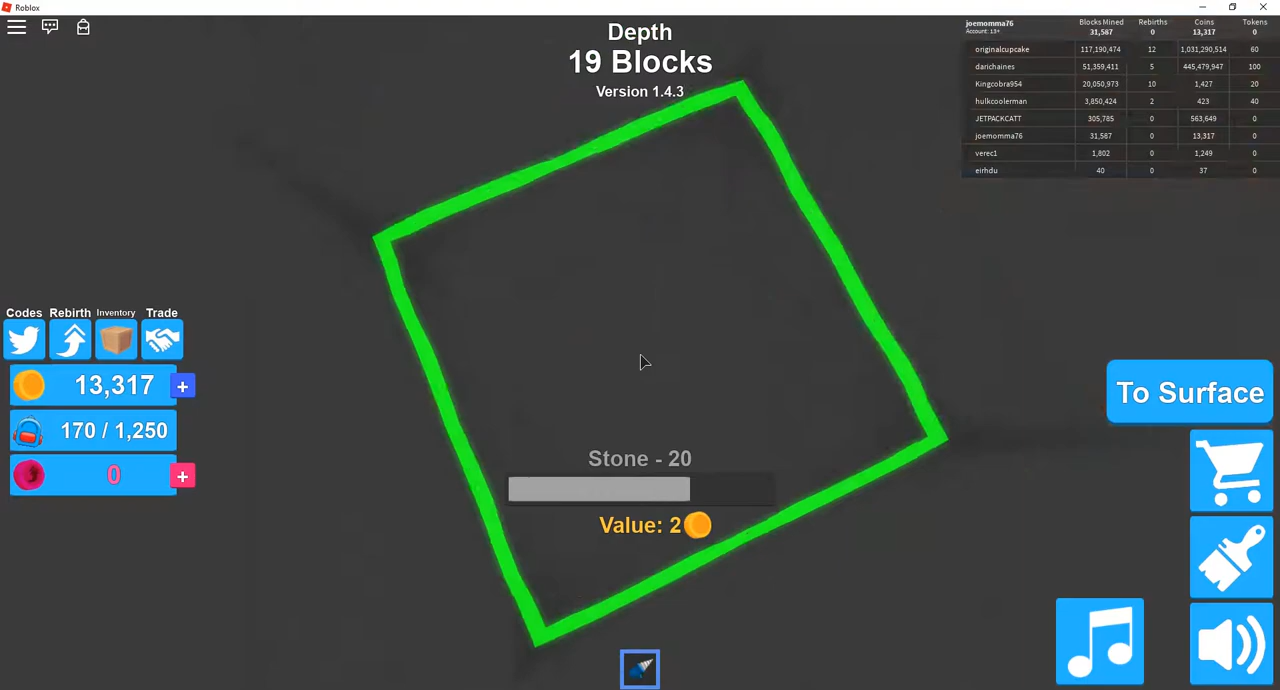 Roblox
Depth
19 Blocks
Version 1.4.3
joemomma76
Account: 13+
Blocks Mined Rebirths Coins Tokens
31,587 0 13,317 0
originalcupcake 117,190,474 12 1,031,290,514 60
darichaines 51,359,411 5 445,479,947 100
Kingcobra954 20,050,973 10 1,427 20
hulkcoolerman 3,850,424 2 423 40
JETPACKCATT 305,785 0 563,649 0
joemomma76 31,587 0 13,317 0
verec1 1,802 0 1,249 0
eirhdu 40 0 37 0
Codes Rebirth Inventory Trade
13,317 +
170 / 1,250
0 +
To Surface
Stone - 20
Value: 2